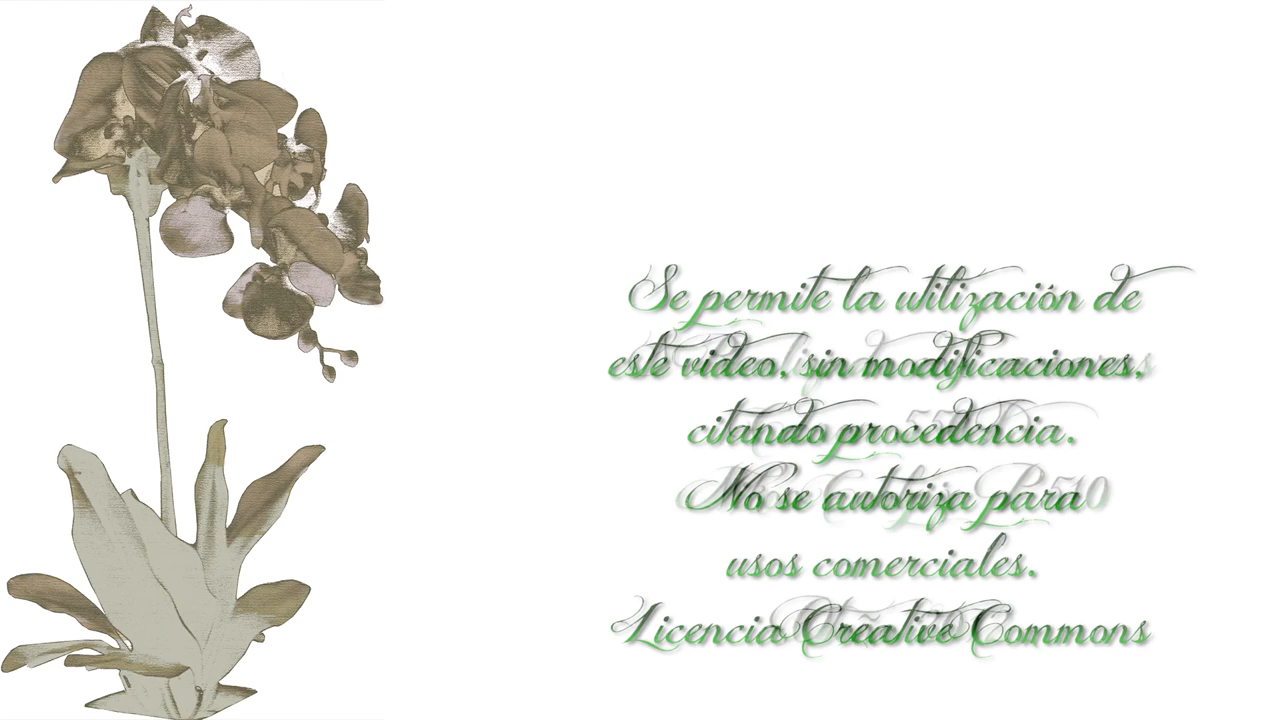 Se permite la utilización de
este video, sin modificaciones,
citando procedencia.
No se autoriza para
usos comerciales.
Licencia Creative Commons